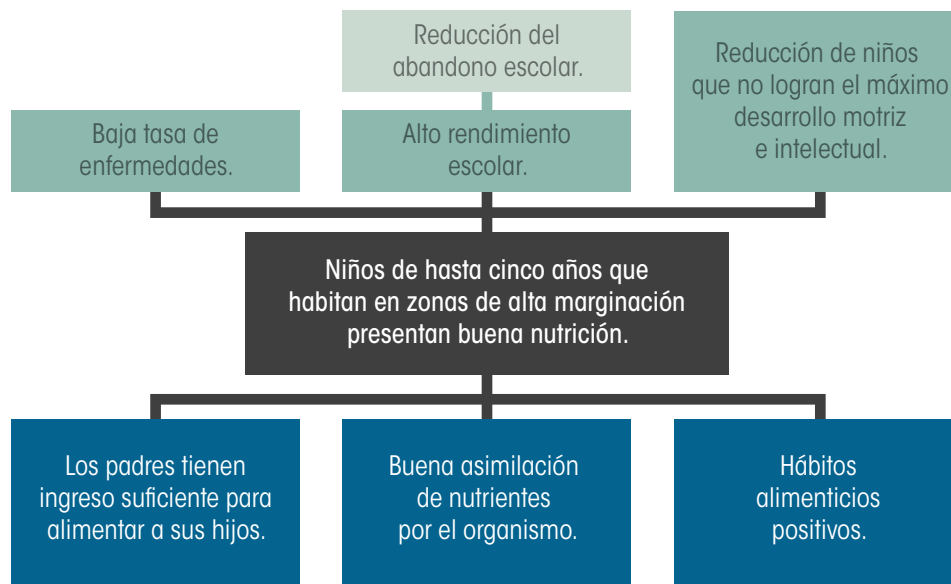 Reducción del
abandono escolar.
Reducción de niños
que no logran el máximo
desarrollo motriz
e intelectual.
Baja tasa de
enfermedades.
Alto rendimiento
escolar.
Niños de hasta cinco años que
habitan en zonas de alta marginación
presentan buena nutrición.
Los padres tienen
ingreso suficiente para
alimentar a sus hijos.
Buena asimilación
de nutrientes
por el organismo.
Hábitos
alimenticios
positivos.